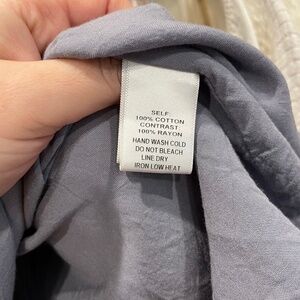 SELF
100% COTTON
CONTRAST
100% RAYON
HAND WASH COLD
DO NOT BLEACH
LINE DRY
IRON LOW HEAT